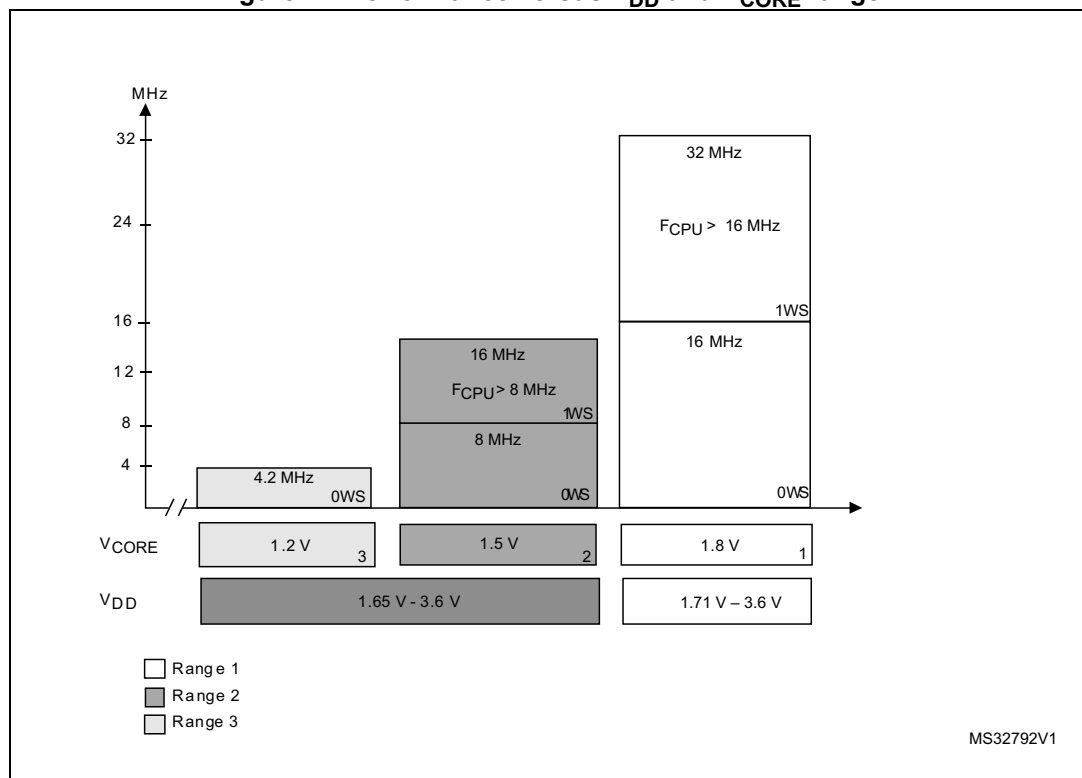 MHz
32
24
16
12
8
4
32 MHz
FCPU > 16 MHz
1WS
16 MHz
0WS
16 MHz
FCPU > 8 MHz
1WS
8 MHz
0WS
4.2 MHz
0WS
VCORE
1.2 V
3
1.5 V
2
1.8 V
1
VDD
1.65 V - 3.6 V
1.71 V – 3.6 V
Range 1
Range 2
Range 3
MS32792V1